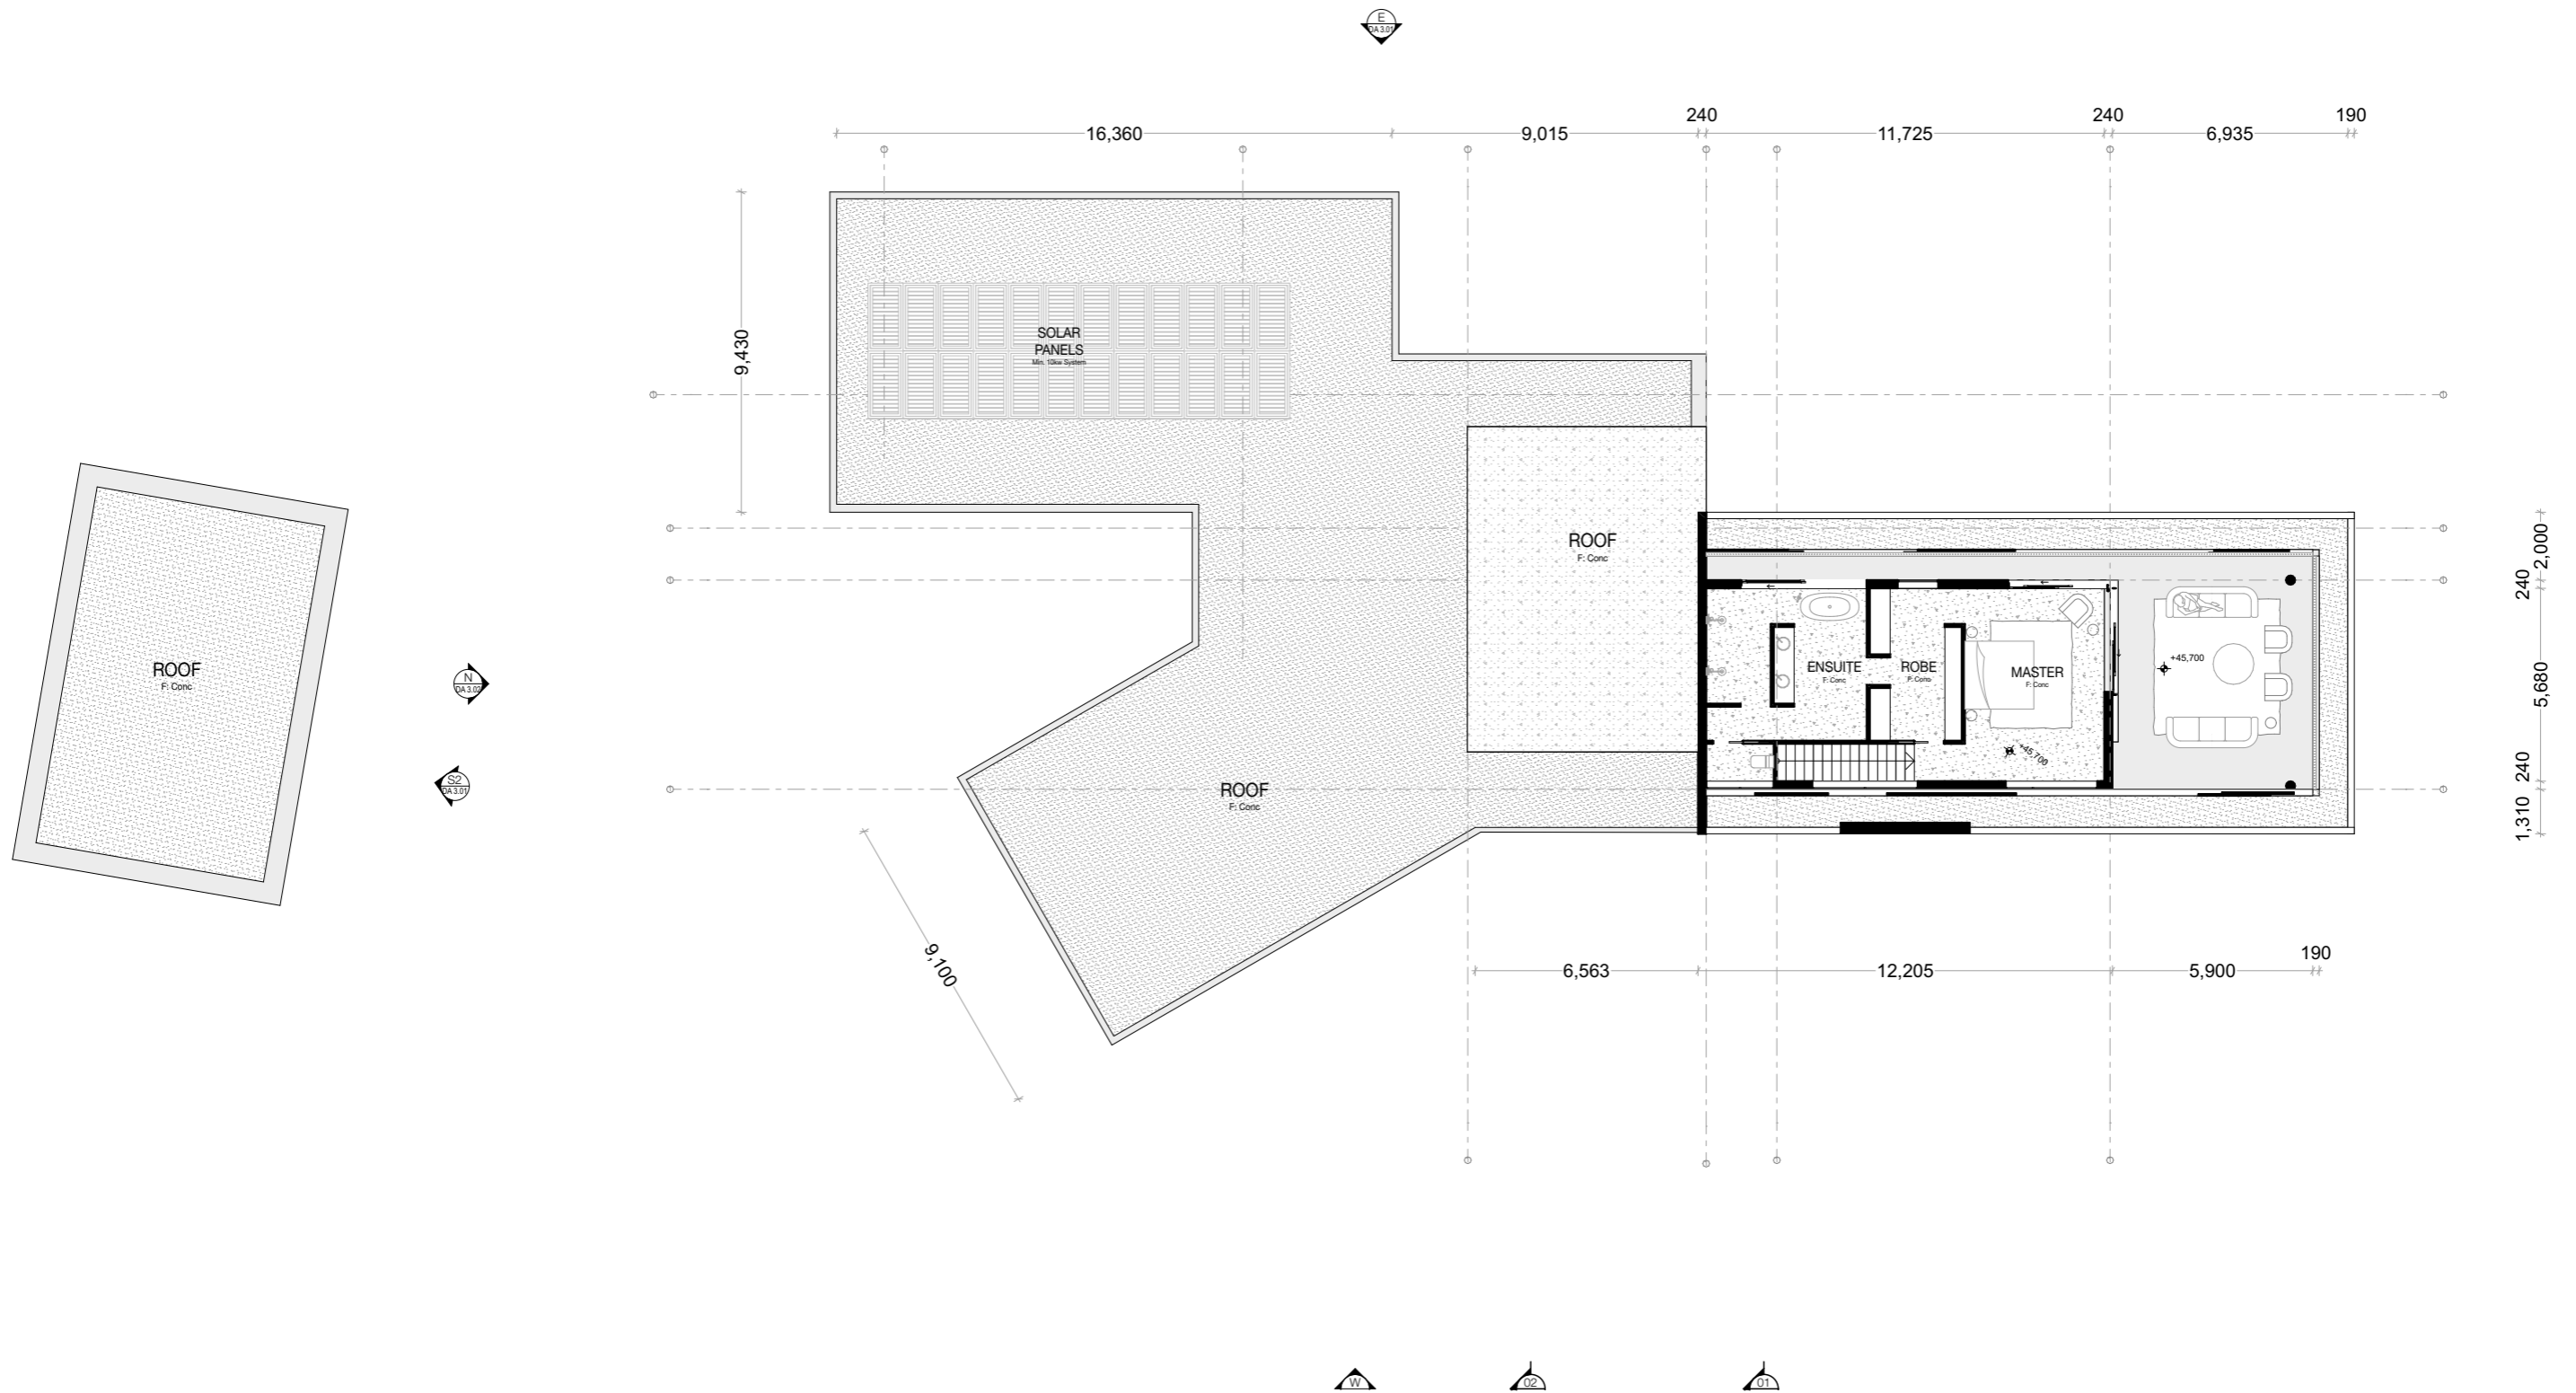 E
DA 3.01
240
240
190
16,360
9,015
11,725
6,935
9,430
SOLAR
PANELS
Min. 10kw System
ROOF
F: Conc
2,000
240
5,680
240
1,310
ROOF
F: Conc
N
DA 3.02
ENSUITE
F: Conc
ROBE
F: Conc
MASTER
F: Conc
+45,700
+45,700
S2
DA 3.01
ROOF
F: Conc
9,100
190
6,563
12,205
5,900
W
02
01